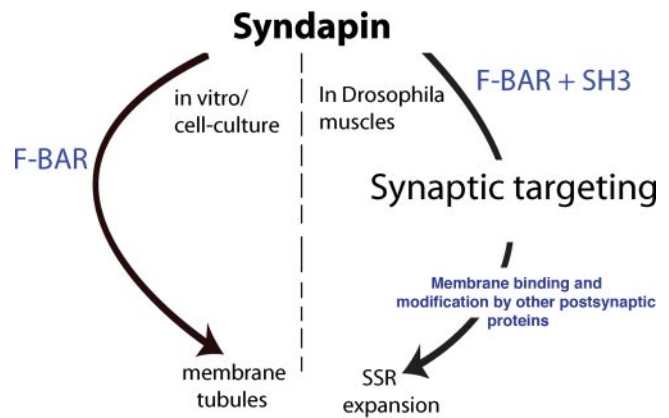 Syndapin
F-BAR + SH3
in vitro/
cell-culture
In Drosophila
muscles
F-BAR
Synaptic targeting
Membrane binding and
modification by other postsynaptic
proteins
membrane
tubules
SSR
expansion